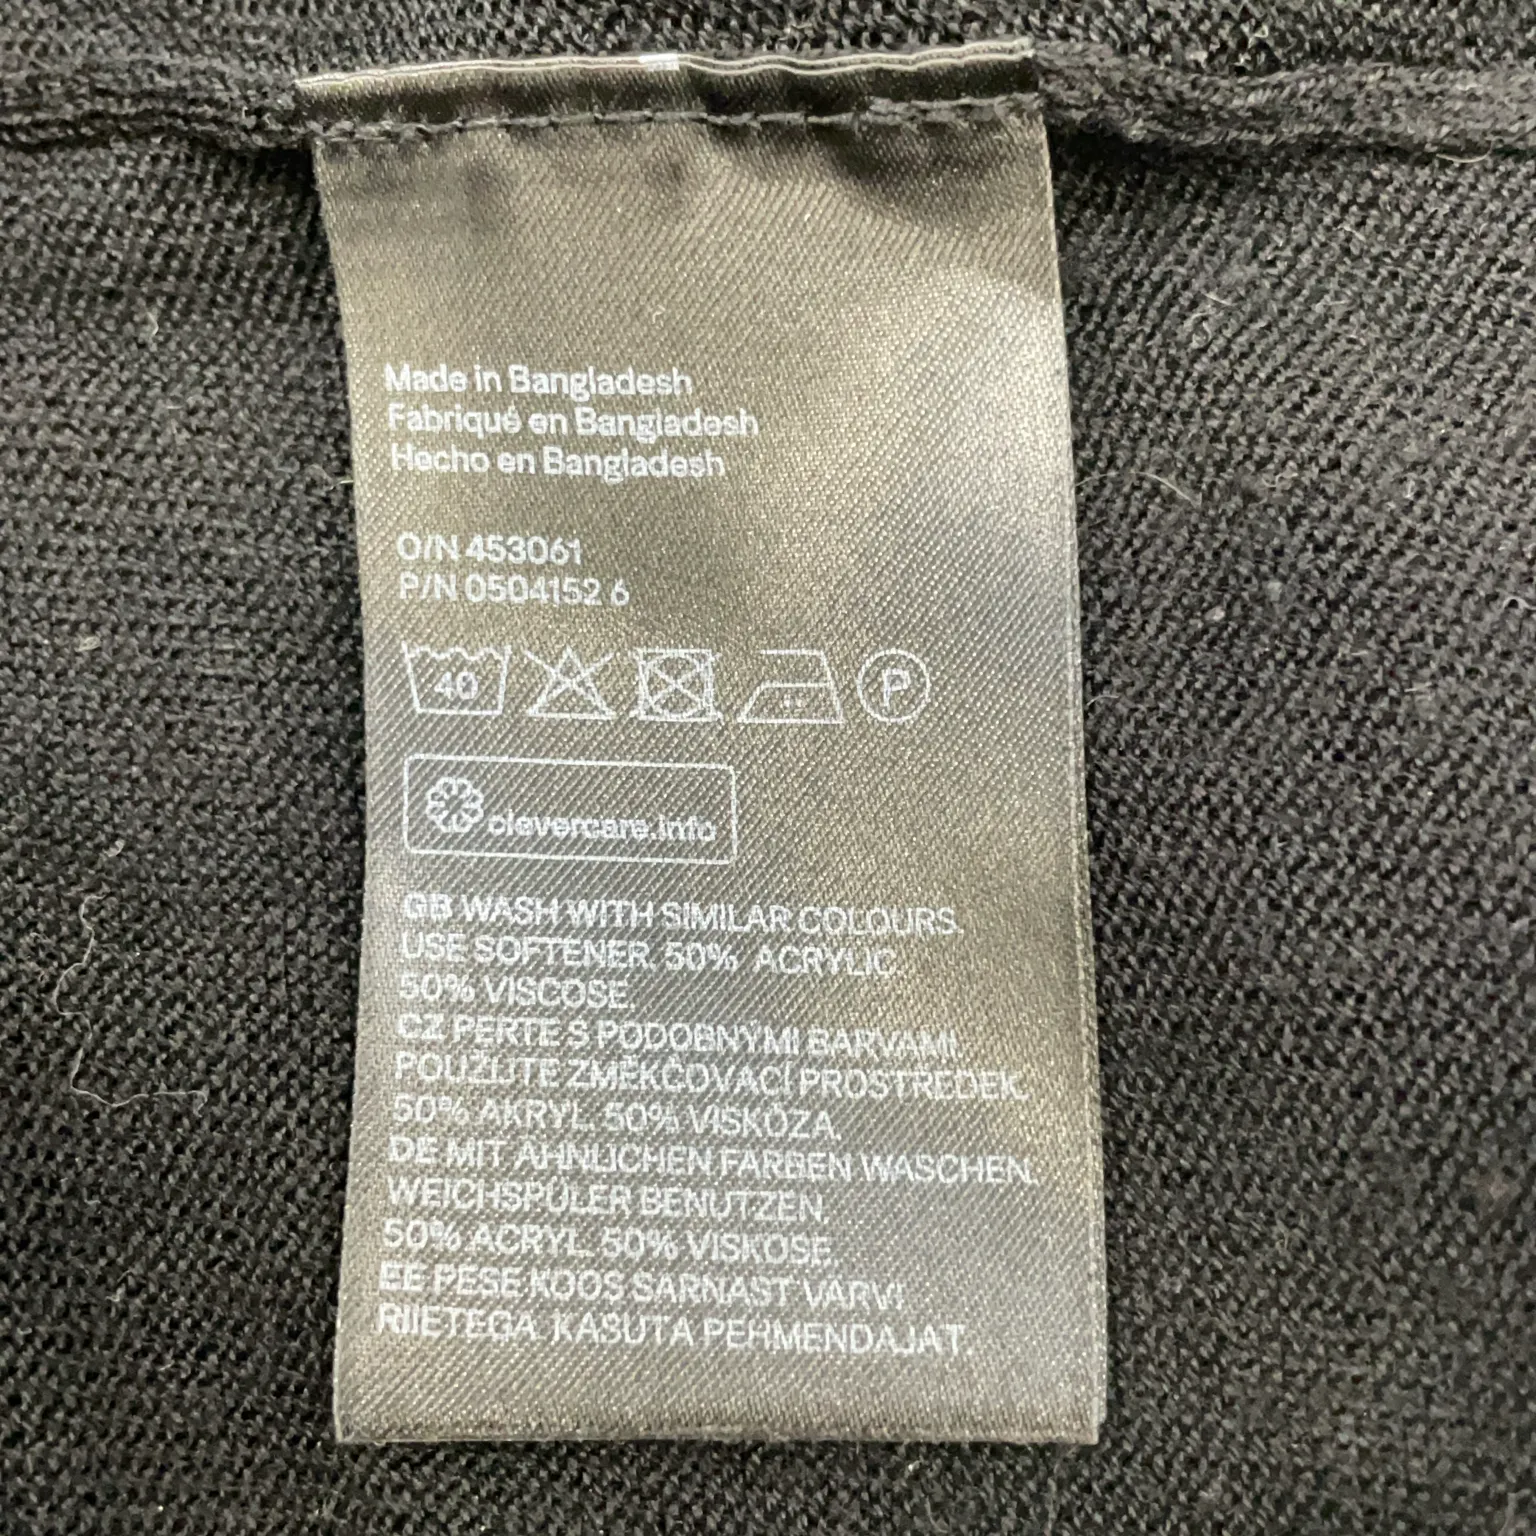 Made in Bangladesh
Fabriqué en Bangladesh
Hecho en Bangladesh
O/N 453061
P/N 0504152 6
40
P
clevercare.info
GB WASH WITH SIMILAR COLOURS.
USE SOFTENER. 50% ACRYLIC
50% VISCOSE.
CZ PERTE S PODOBNÝMI BARVAMI.
POUŽIJTE ZMĚKČOVACÍ PROSTREDEK.
50% AKRYL. 50% VISKÓZA.
DE MIT ÄHNLICHEN FARBEN WASCHEN.
WEICHSPÜLER BENUTZEN.
50% ACRYL. 50% VISKOSE.
EE PESE KOOS SARNAST VÄRVI
RIIETEGA. KASUTA PEHMENDAJAT.